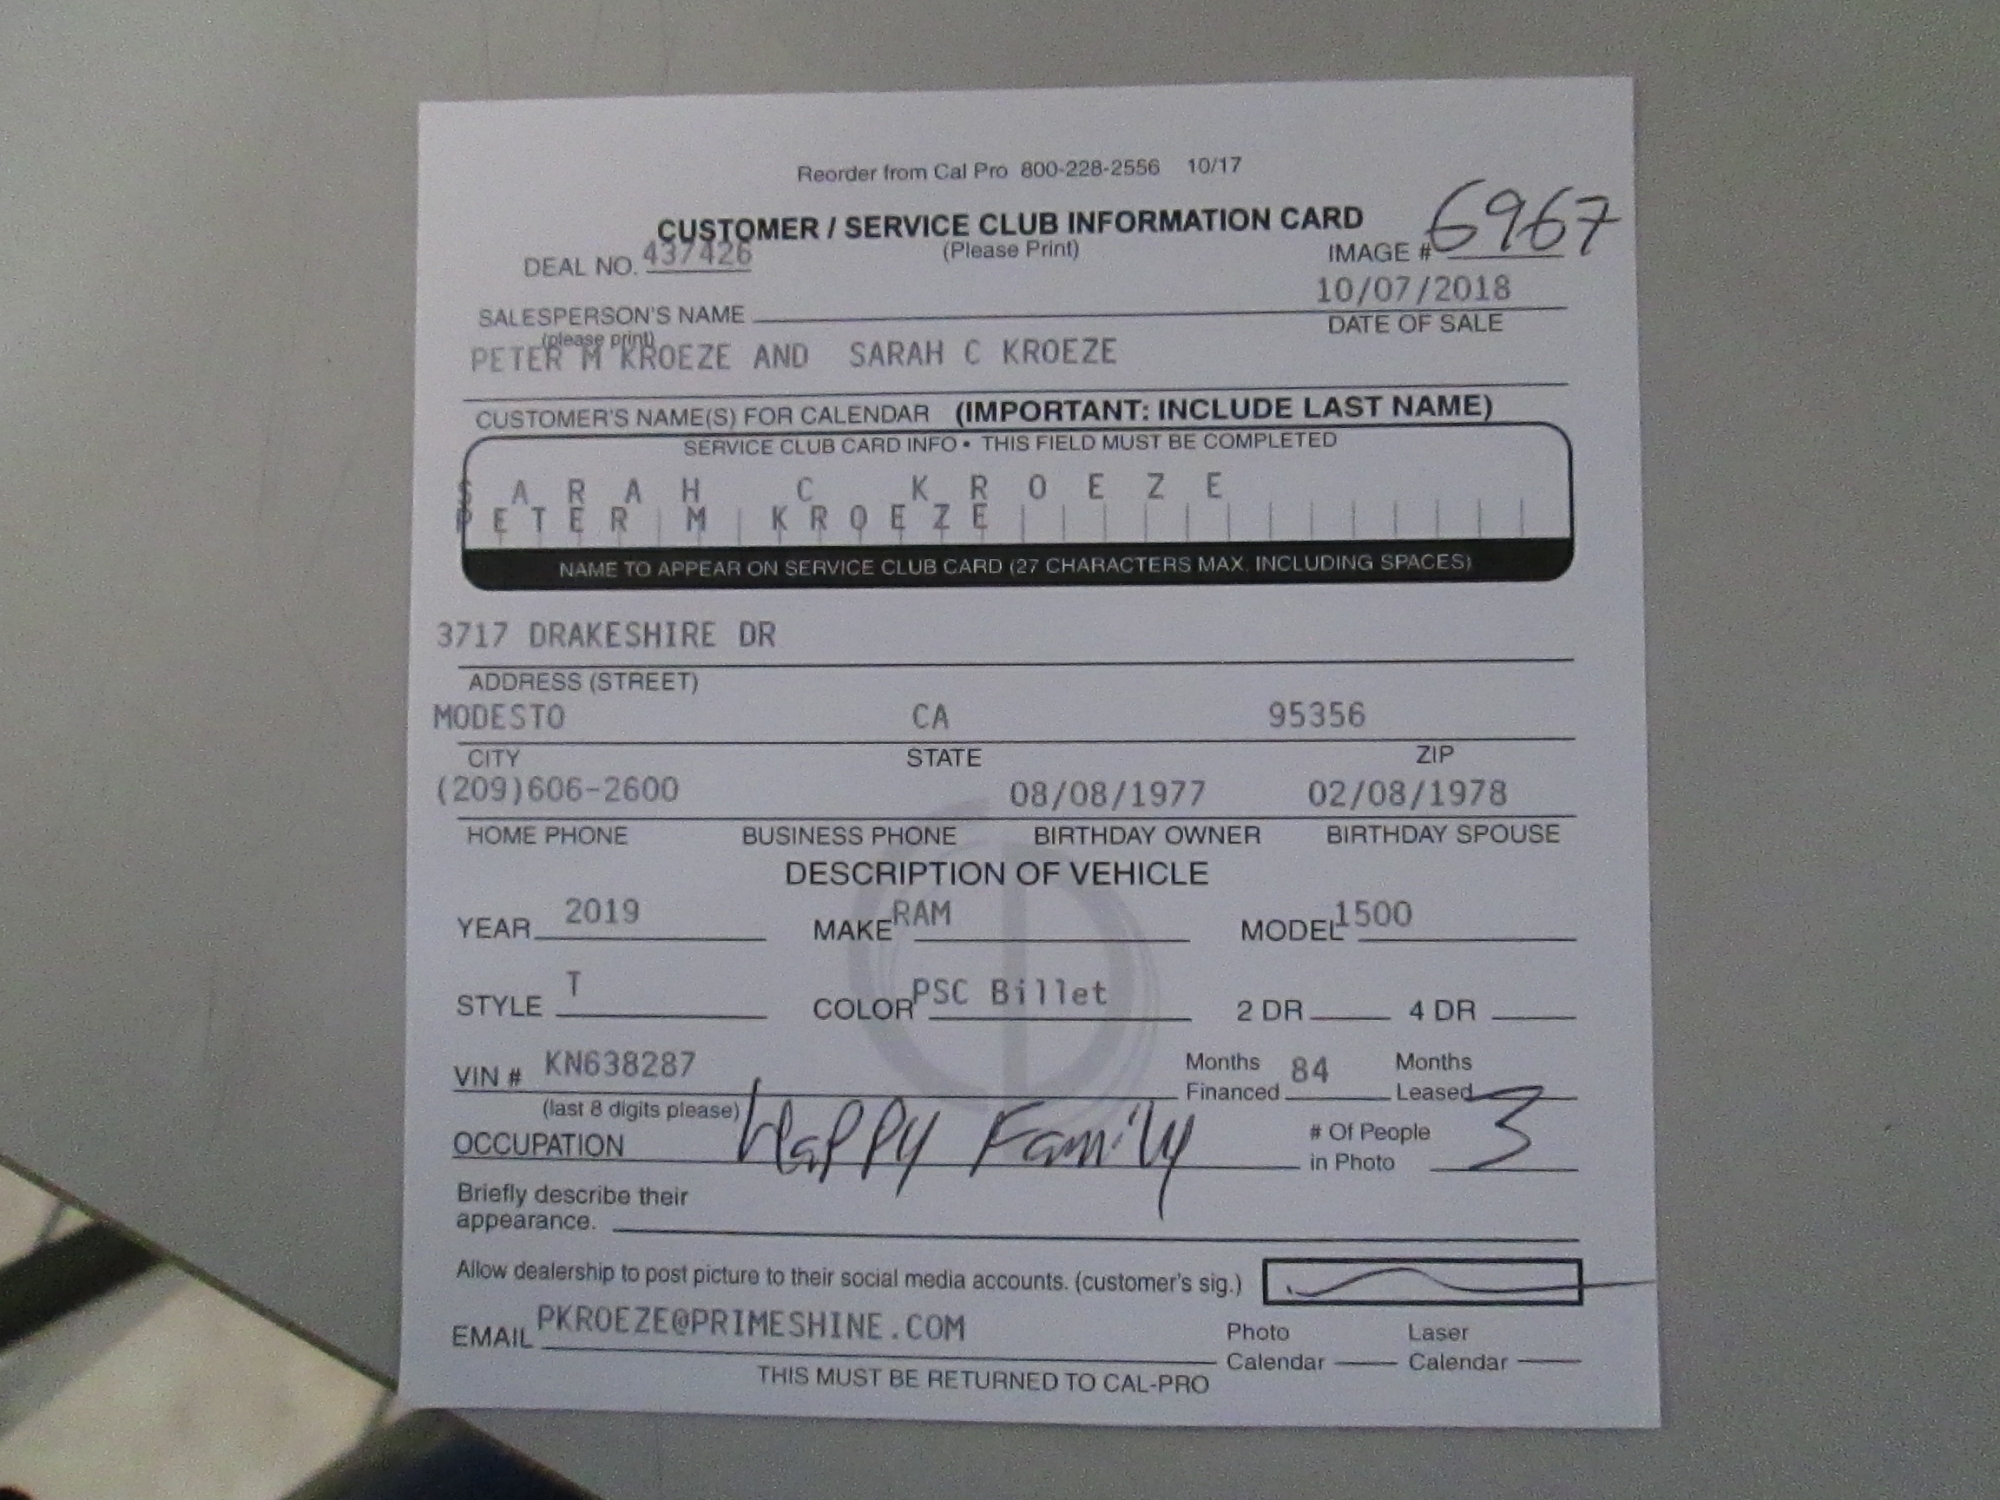 Reorder from Cal Pro 800-228-2556 10/17
CUSTOMER / SERVICE CLUB INFORMATION CARD
(Please Print)
DEAL NO. 437426
IMAGE # 6967
10/07/2018
SALESPERSON'S NAME
DATE OF SALE
(please print)
PETER M KROEZE AND SARAH C KROEZE
CUSTOMER'S NAME(S) FOR CALENDAR (IMPORTANT: INCLUDE LAST NAME)
SERVICE CLUB CARD INFO • THIS FIELD MUST BE COMPLETED
S A R A H C K R O E Z E
P E T E R M K R O E Z E
NAME TO APPEAR ON SERVICE CLUB CARD (27 CHARACTERS MAX. INCLUDING SPACES)
3717 DRAKESHIRE DR
ADDRESS (STREET)
MODESTO CA 95356
CITY STATE ZIP
(209)606-2600 08/08/1977 02/08/1978
HOME PHONE BUSINESS PHONE BIRTHDAY OWNER BIRTHDAY SPOUSE
DESCRIPTION OF VEHICLE
YEAR 2019 MAKE RAM MODEL 1500
STYLE T COLOR PSC Billet 2 DR 4 DR
VIN # KN638287 Months Financed 84 Months Leased
(last 8 digits please)
OCCUPATION Happy Family # Of People in Photo 3
Briefly describe their
appearance.
Allow dealership to post picture to their social media accounts. (customer's sig.)
EMAIL PKROEZE@PRIMESHINE.COM Photo Calendar Laser Calendar
THIS MUST BE RETURNED TO CAL-PRO